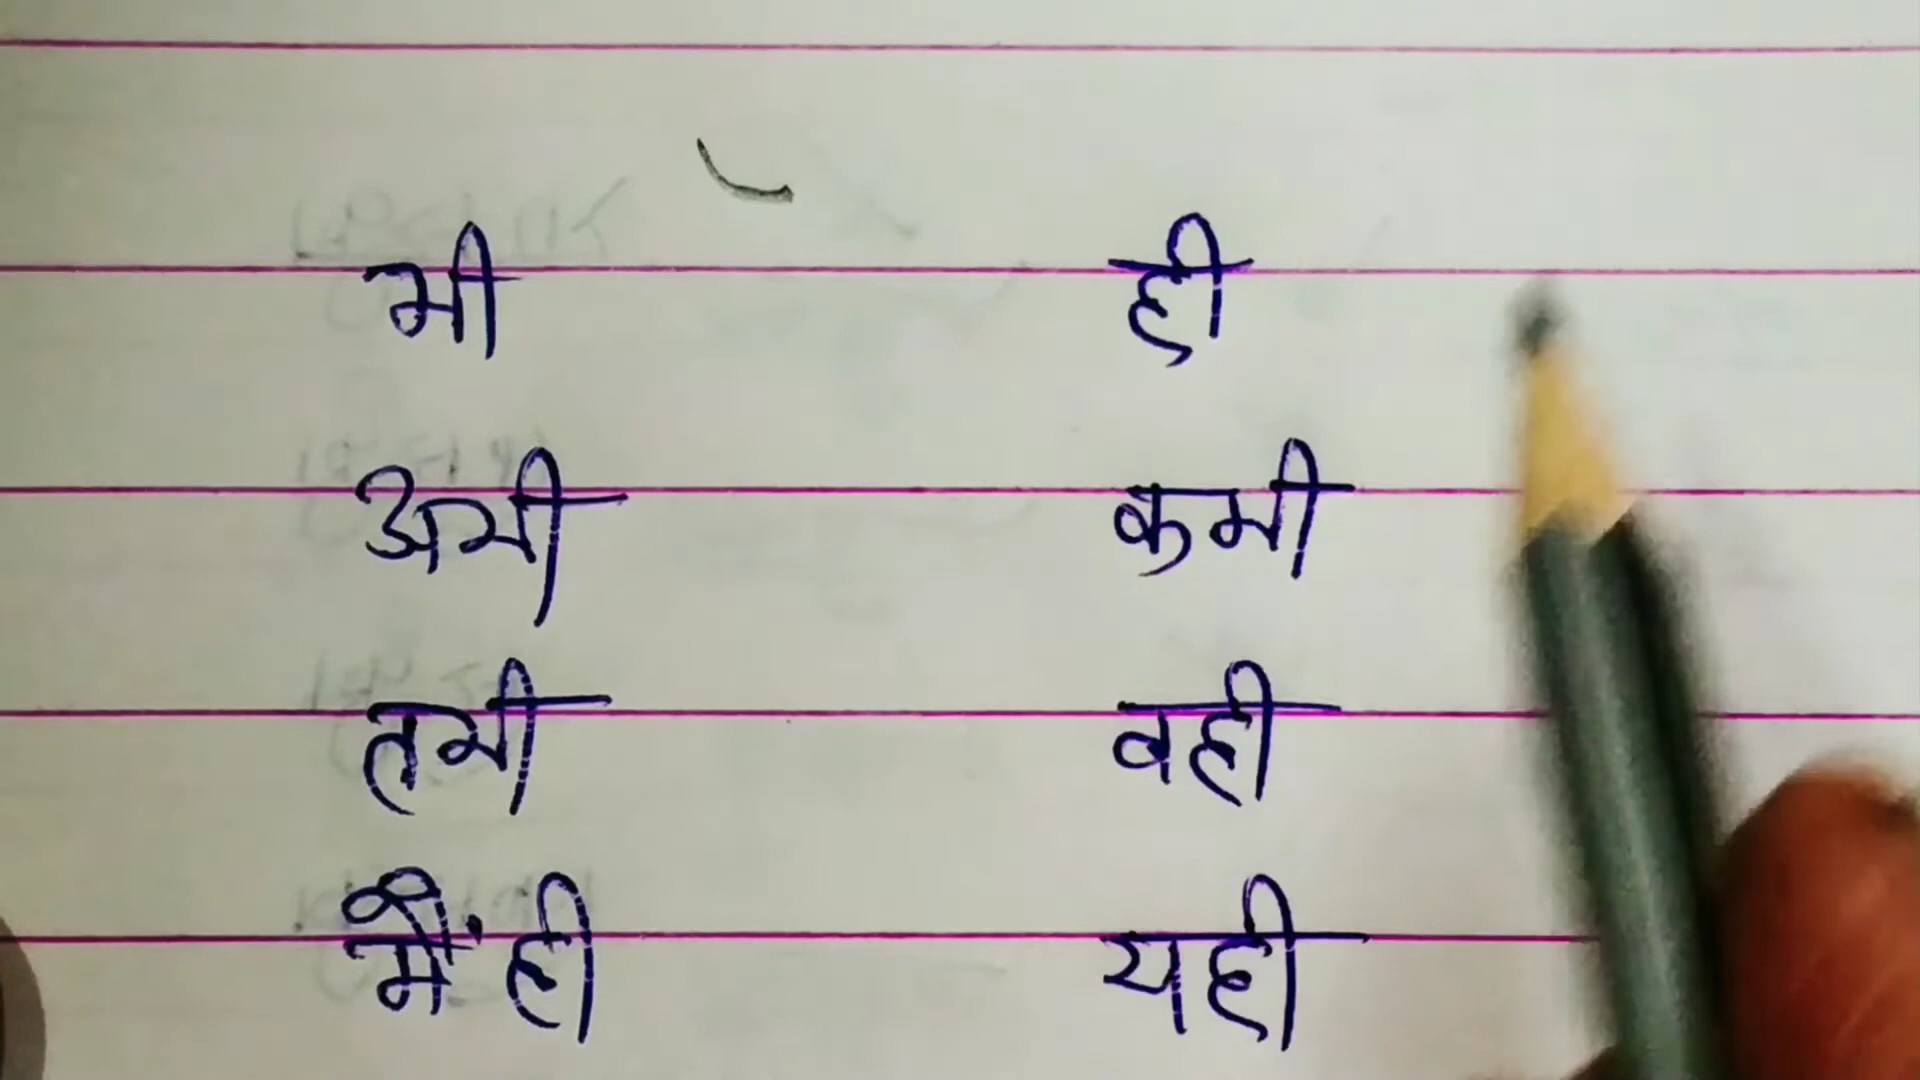 भी ही
अभी कभी
तभी वही
मैं ही यही